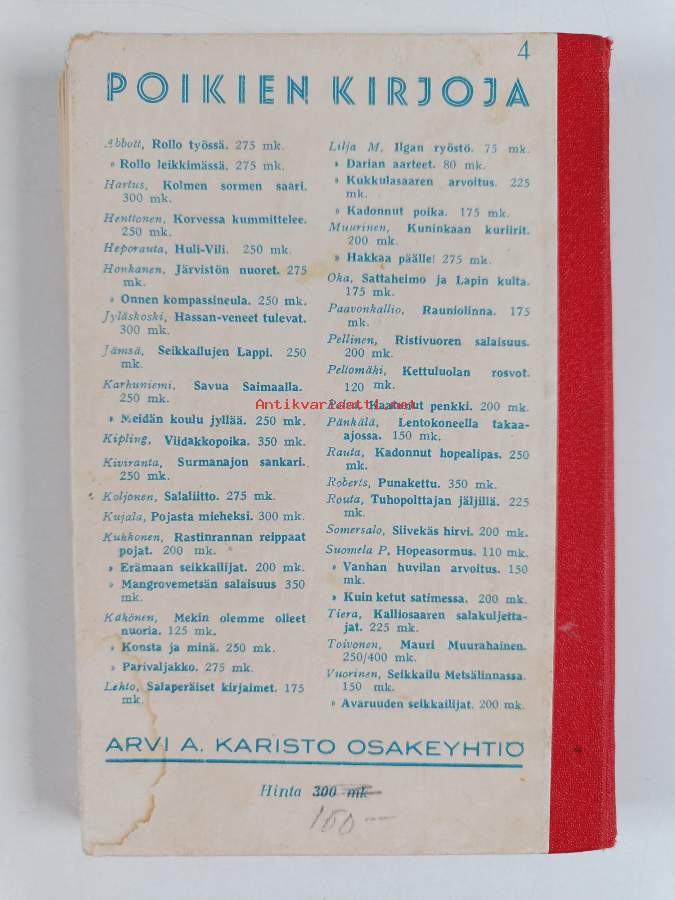 4
POIKIEN KIRJOJA
Abbott, Rollo työssä. 275 mk.
» Rollo leikkimässä. 275 mk.
Hartus, Kolmen sormen saari.
300 mk.
Henttonen, Korvessa kummittelee.
250 mk.
Heporauta, Huli-Vili. 250 mk.
Honkanen, Järvistön nuoret. 275
mk.
» Onnen kompassineula. 250 mk.
Jyläskoski, Hassan-veneet tulevat.
300 mk.
Jämsä, Seikkailujen Lappi. 250
mk.
Karhuniemi, Savua Saimaalla.
250 mk.
» Meidän koulu jyllää. 250 mk.
Kipling, Viidakkopoika. 350 mk.
Kiviranta, Surmanajon sankari.
250 mk.
Koljonen, Salaliitto. 275 mk.
Kujala, Pojasta mieheksi. 300 mk.
Kukkonen, Rastinrannan reippaat
pojat. 200 mk.
» Erämaan seikkailijat. 200 mk.
» Mangrovemetsän salaisuus 350
mk.
Käkönen, Mekin olemme olleet
nuoria. 125 mk.
» Konsta ja minä. 250 mk.
» Parivaljakko. 275 mk.
Lehto, Salaperäiset kirjaimet. 175
mk.
Lilja M, Ilgan ryöstö. 75 mk.
» Darian aarteet. 80 mk.
» Kukkulasaaren arvoitus. 225
mk.
» Kadonnut poika. 175 mk.
Muurinen, Kuninkaan kuriirit.
200 mk.
» Hakkaa päälle! 275 mk.
Oka, Sattaheimo ja Lapin kulta.
175 mk.
Paavonkallio, Rauniolinna. 175
mk.
Pellinen, Ristivuoren salaisuus.
200 mk.
Peltomäki, Kettuluolan rosvot.
120 mk.
Kaatunut penkki. 200 mk.
Antikvariaatti.net
Pänkälä, Lentokoneella takaa-
ajossa. 150 mk.
Rauta, Kadonnut hopealipas. 250
mk.
Roberts, Punakettu. 350 mk.
Routa, Tuhopolttajan jäljillä. 225
mk.
Somersalo, Siivekäs hirvi. 200 mk.
Suomela P, Hopeasormus. 110 mk.
» Vanhan huvilan arvoitus. 150
mk.
» Kuin ketut satimessa. 200 mk.
Tiera, Kalliosaaren salakuljetta-
jat. 225 mk.
Toivonen, Mauri Muurahainen.
250/400 mk.
Vuorinen, Seikkailu Metsälinnassa.
150 mk.
» Avaruuden seikkailijat. 200 mk.
ARVI A. KARISTO OSAKEYHTIÖ
Hinta 300 mk
150 —